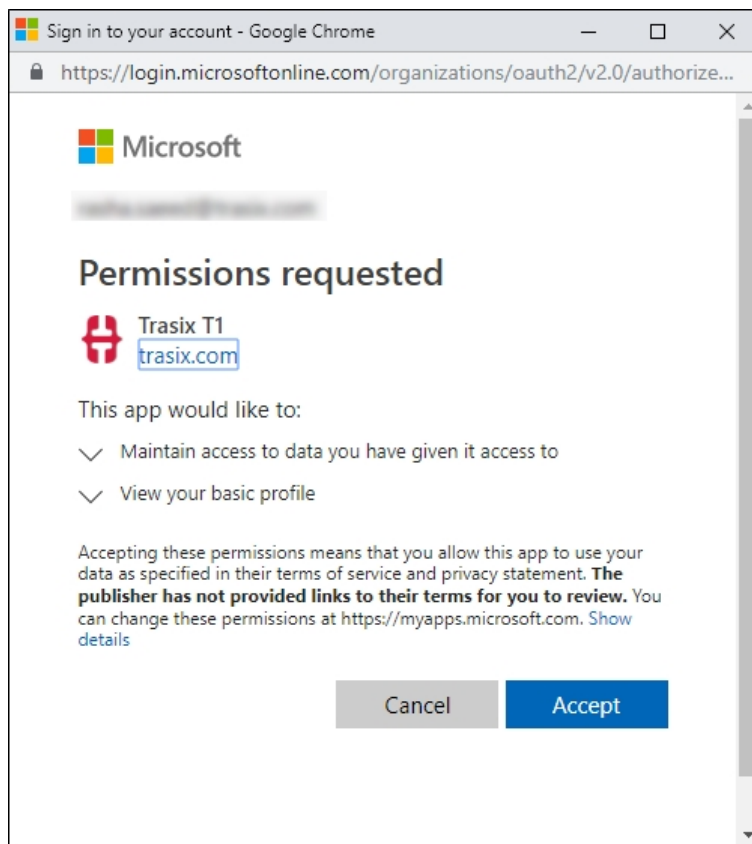 Sign in to your account - Google Chrome
https://login.microsoftonline.com/organizations/oauth2/v2.0/authorize...
Microsoft
Permissions requested
Trasix T1
trasix.com
This app would like to:
Maintain access to data you have given it access to
View your basic profile
Accepting these permissions means that you allow this app to use your
data as specified in their terms of service and privacy statement. The
publisher has not provided links to their terms for you to review. You
can change these permissions at https://myapps.microsoft.com. Show
details
Cancel
Accept